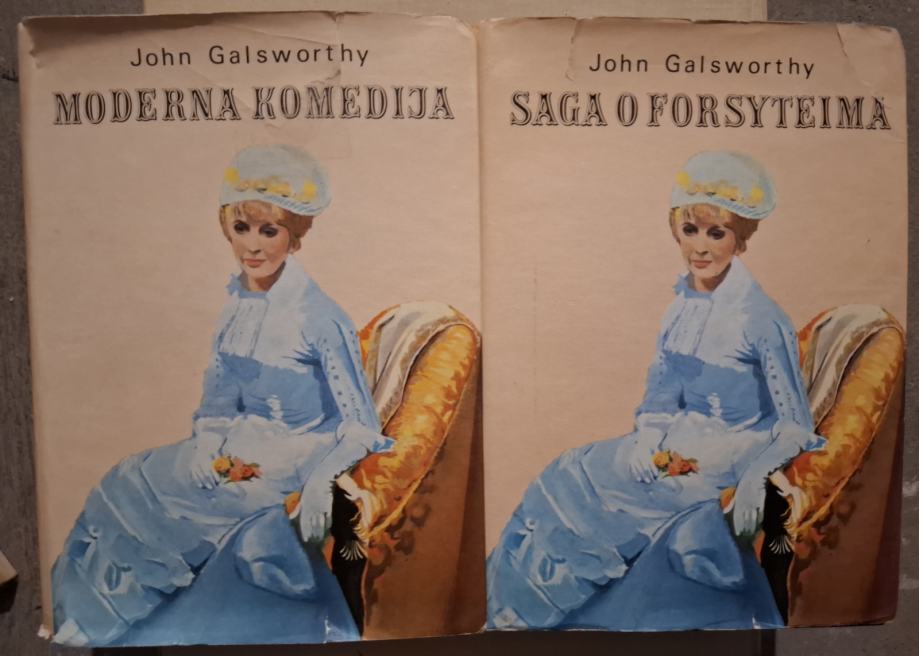 John Galsworthy
MODERNA KOMEDIJA
John Galsworthy
SAGA O FORSYTEIMA